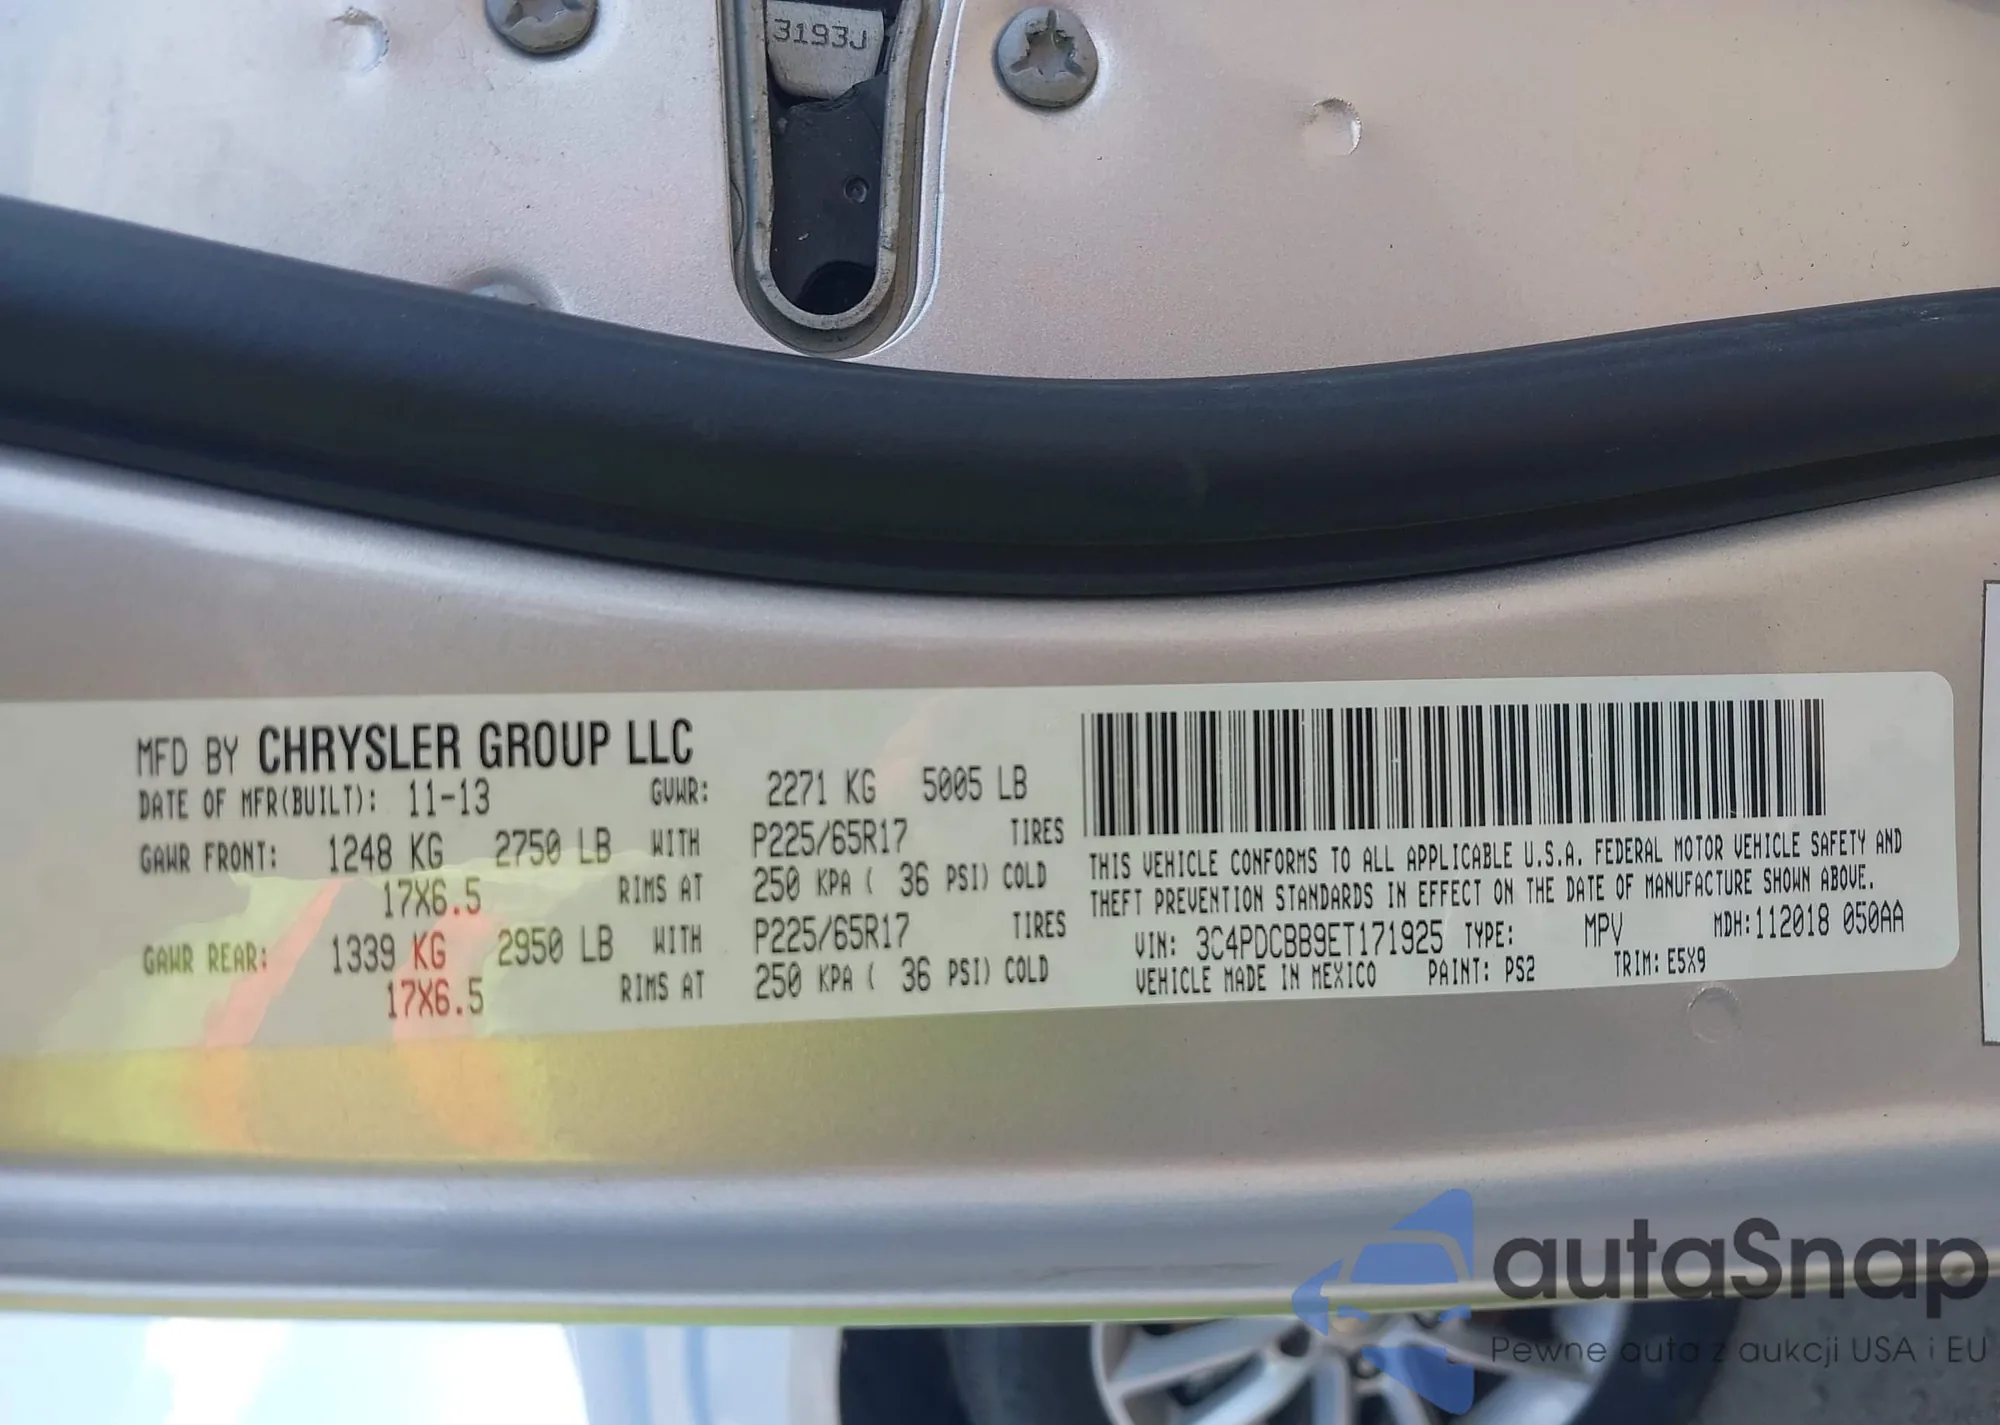 3193J
MFD BY CHRYSLER GROUP LLC
DATE OF MFR(BUILT): 11-13 GVWR: 2271 KG 5005 LB
GAWR FRONT: 1248 KG 2750 LB WITH P225/65R17 TIRES
17X6.5 RIMS AT 250 KPA ( 36 PSI) COLD
GAWR REAR: 1339 KG 2950 LB WITH P225/65R17 TIRES
17X6.5 RIMS AT 250 KPA ( 36 PSI) COLD
THIS VEHICLE CONFORMS TO ALL APPLICABLE U.S.A. FEDERAL MOTOR VEHICLE SAFETY AND
THEFT PREVENTION STANDARDS IN EFFECT ON THE DATE OF MANUFACTURE SHOWN ABOVE.
VIN: 3C4PDCBB9ET171925 TYPE: MPV MDH:112018 050AA
VEHICLE MADE IN MEXICO PAINT: PS2 TRIM: E5X9
autaSnap
Pewne auta z aukcji USA i EU